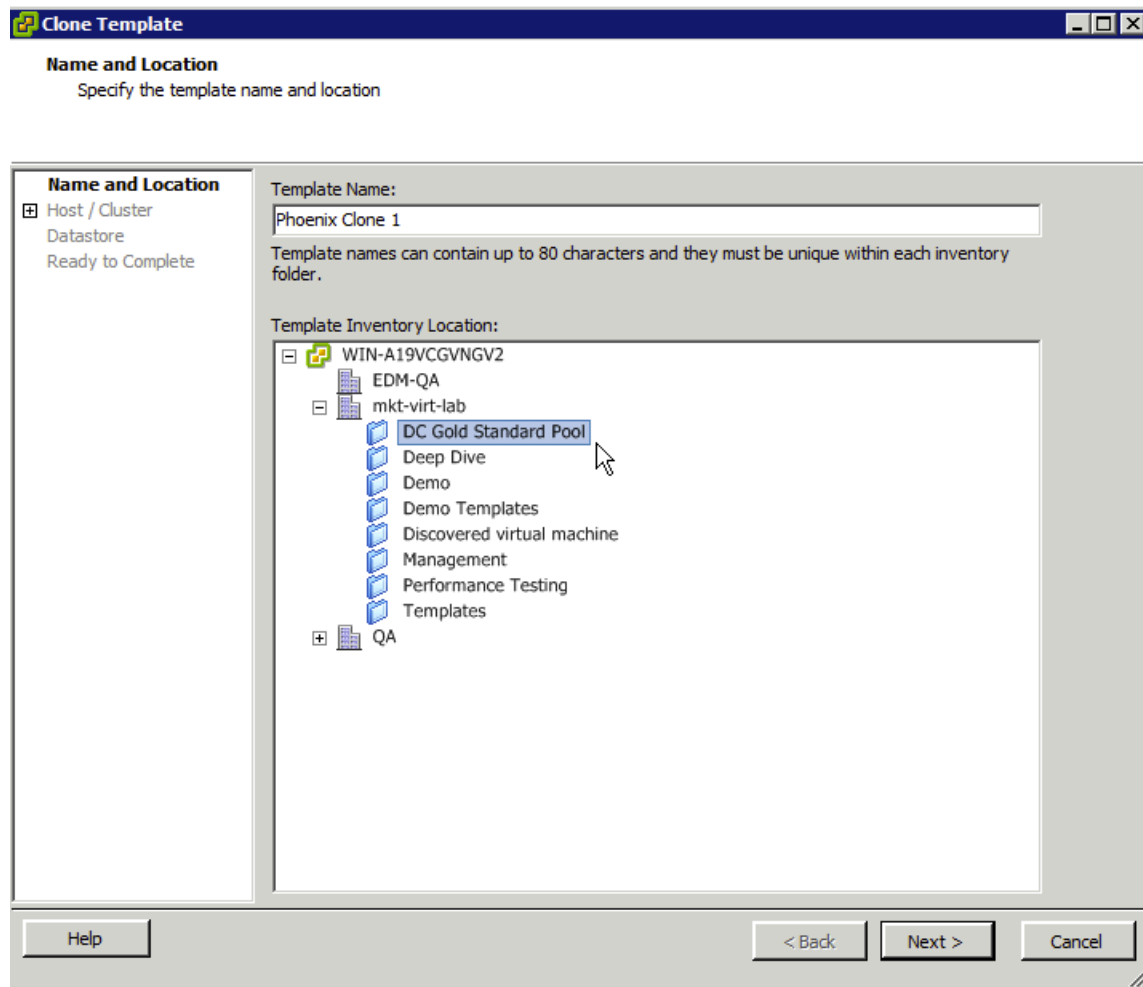 Clone Template
Name and Location
Specify the template name and location
Name and Location
Host / Cluster
Datastore
Ready to Complete
Template Name:
Phoenix Clone 1
Template names can contain up to 80 characters and they must be unique within each inventory
folder.
Template Inventory Location:
WIN-A19VCGVNGV2
EDM-QA
mkt-virt-lab
DC Gold Standard Pool
Deep Dive
Demo
Demo Templates
Discovered virtual machine
Management
Performance Testing
Templates
QA
Help
< Back
Next >
Cancel